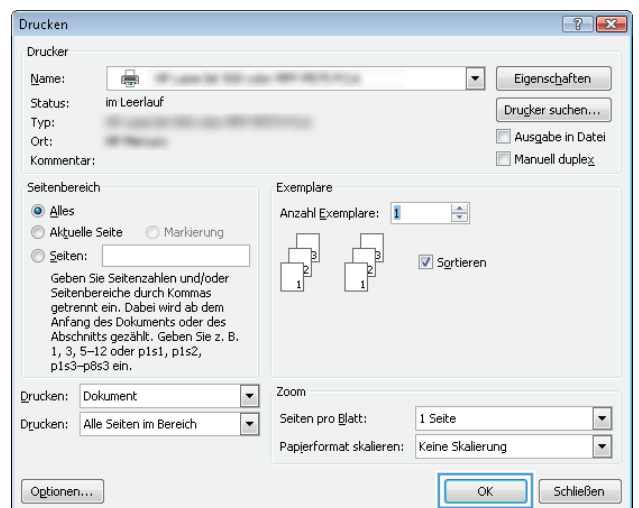 Drucken
Drucker
Name:
Eigenschaften
Status: im Leerlauf
Drucker suchen...
Typ:
Ort:
Ausgabe in Datei
Kommentar:
Manuell duplex
Seitenbereich
Alles
Aktuelle Seite Markierung
Seiten:
Geben Sie Seitenzahlen und/oder
Seitenbereiche durch Kommas
getrennt ein. Dabei wird ab dem
Anfang des Dokuments oder des
Abschnitts gezählt. Geben Sie z. B.
1, 3, 5–12 oder p1s1, p1s2,
p1s3–p8s3 ein.
Exemplare
Anzahl Exemplare: 1
1 2 3 1 2 3
Sortieren
Drucken: Dokument
Drucken: Alle Seiten im Bereich
Zoom
Seiten pro Blatt: 1 Seite
Papierformat skalieren: Keine Skalierung
Optionen...
OK
Schließen